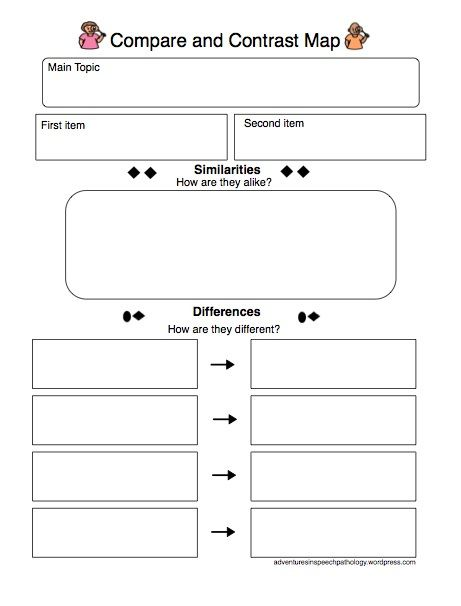 Compare and Contrast Map
Main Topic
First item
Second item
Similarities
How are they alike?
Differences
How are they different?
adventuresinspeechpathology.wordpress.com